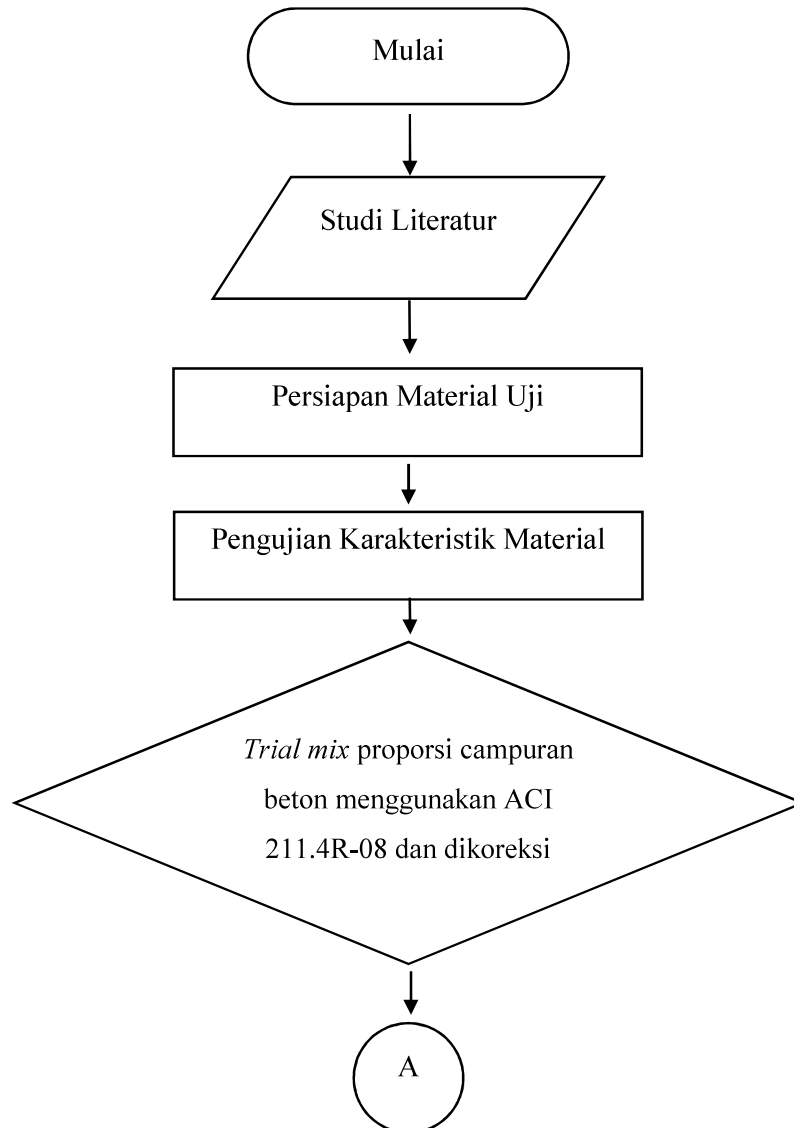 Mulai
Studi Literatur
Persiapan Material Uji
Pengujian Karakteristik Material
Trial mix proporsi campuran
beton menggunakan ACI
211.4R-08 dan dikoreksi
A